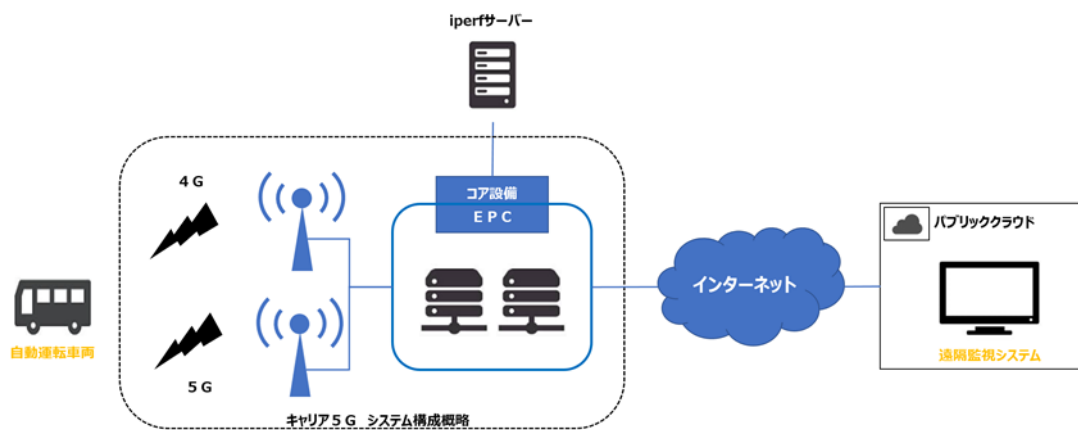 iperfサーバー
4G
コア設備
EPC
パブリッククラウド
インターネット
自動運転車両
遠隔監視システム
5G
キャリア5G システム構成概略